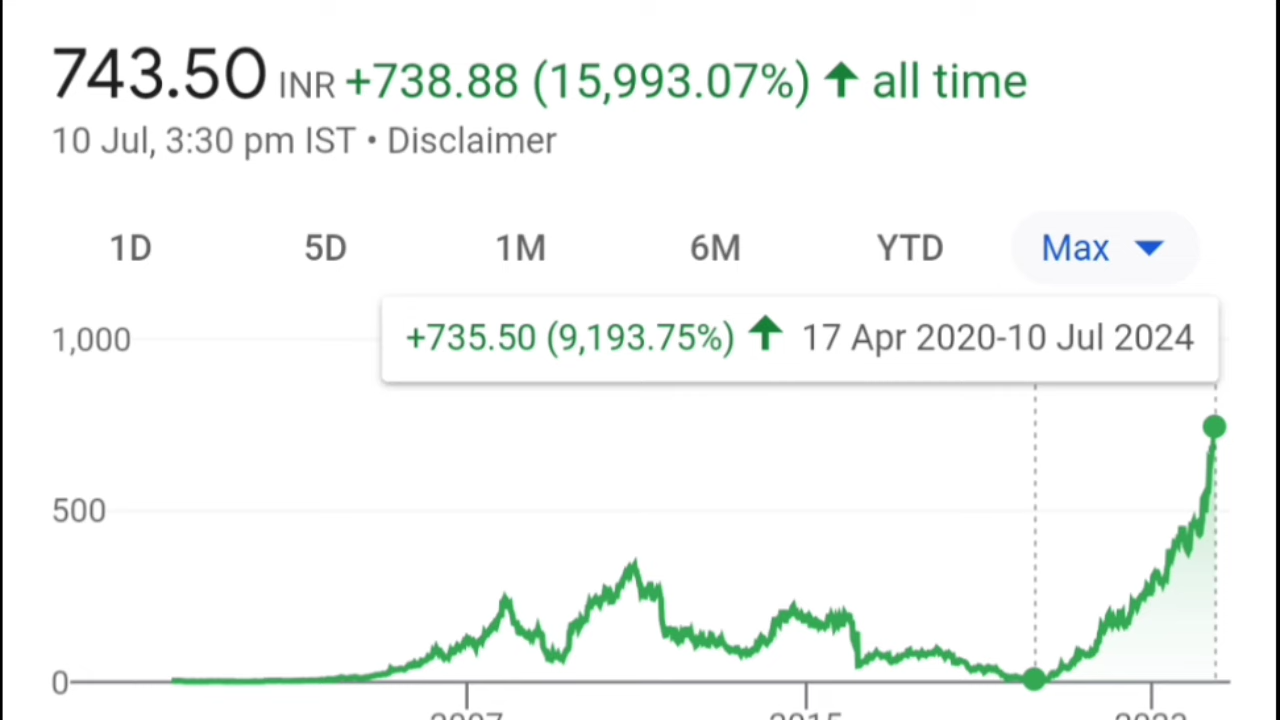 743.50 INR +738.88 (15,993.07%) ↑ all time
10 Jul, 3:30 pm IST • Disclaimer
1D 5D 1M 6M YTD Max
+735.50 (9,193.75%) ↑ 17 Apr 2020-10 Jul 2024
1,000
500
0
2007 2015